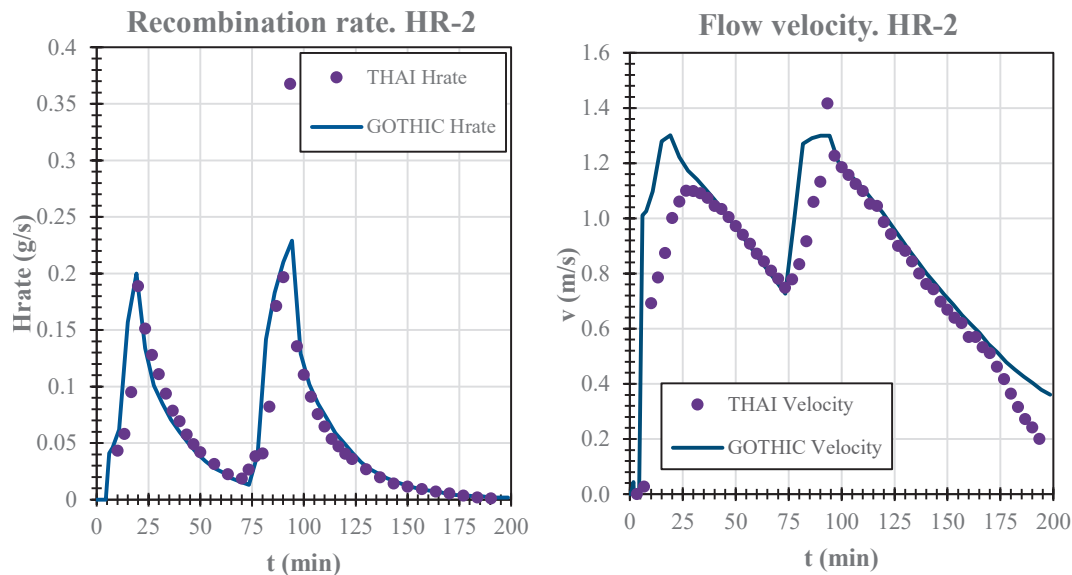 Recombination rate. HR-2
Hrate (g/s)
0.4
0.35
0.3
0.25
0.2
0.15
0.1
0.05
0
THAI Hrate
GOTHIC Hrate
0 25 50 75 100 125 150 175 200
t (min)
Flow velocity. HR-2
v (m/s)
1.6
1.4
1.2
1.0
0.8
0.6
0.4
0.2
0.0
THAI Velocity
GOTHIC Velocity
0 25 50 75 100 125 150 175 200
t (min)